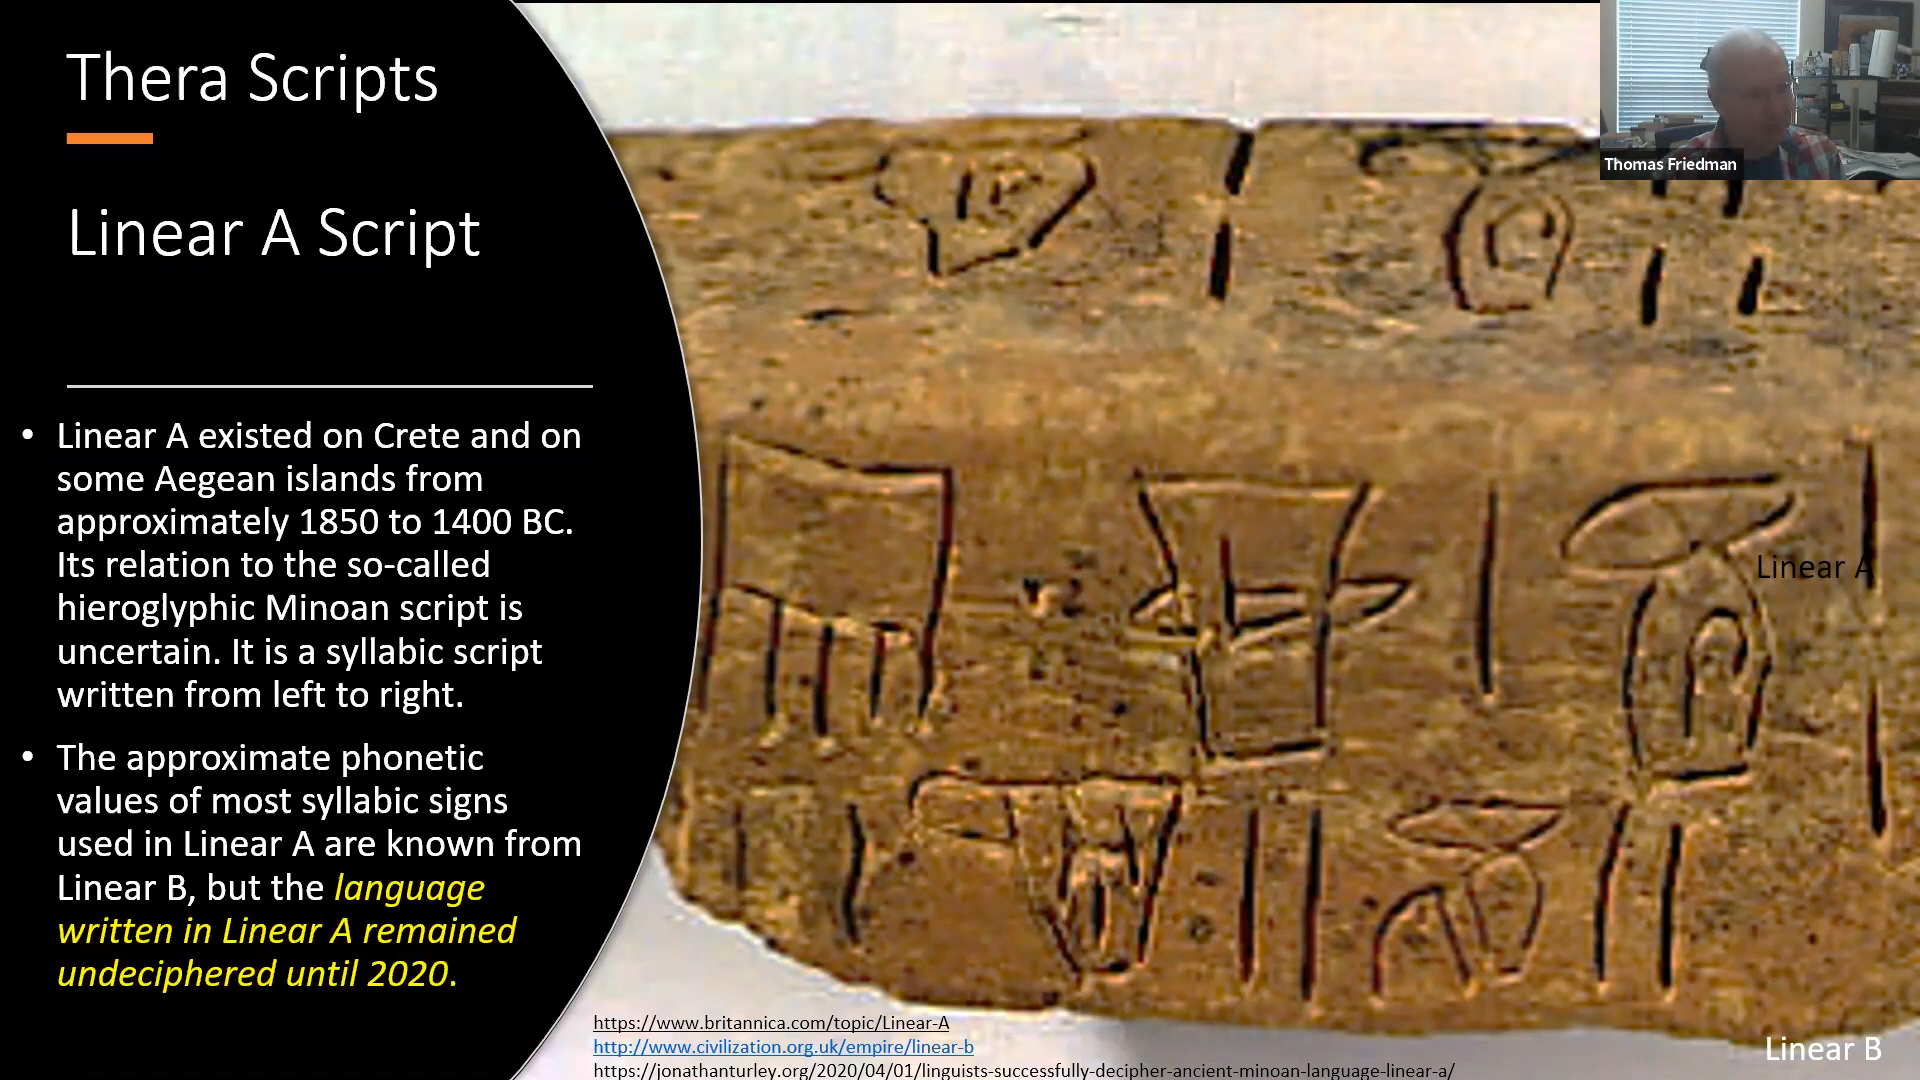 Thera Scripts
Linear A Script
• Linear A existed on Crete and on
some Aegean islands from
approximately 1850 to 1400 BC.
Its relation to the so-called
hieroglyphic Minoan script is
uncertain. It is a syllabic script
written from left to right.
• The approximate phonetic
values of most syllabic signs
used in Linear A are known from
Linear B, but the language
written in Linear A remained
undeciphered until 2020.
Thomas Friedman
Linear A
https://www.britannica.com/topic/Linear-A
http://www.civilization.org.uk/empire/linear-b
https://jonathanturley.org/2020/04/01/linguists-successfully-decipher-ancient-minoan-language-linear-a/
Linear B